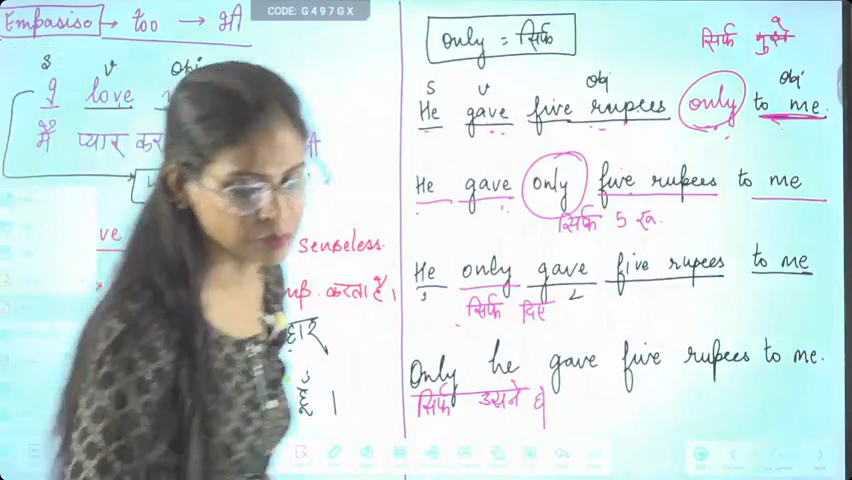 CODE: G497GX
Empasiso → too → भी
S V Obj
I love
मैं प्यार कर
ve
senseless.
करता है।
हूँ ।
only = सिर्फ
सिर्फ मुझे
S V Obj Obj
He gave five rupees only to me.
He gave only five rupees to me
सिर्फ 5 रू.
He only gave five rupees to me
सिर्फ दिए
Only he gave five rupees to me.
सिर्फ उसने